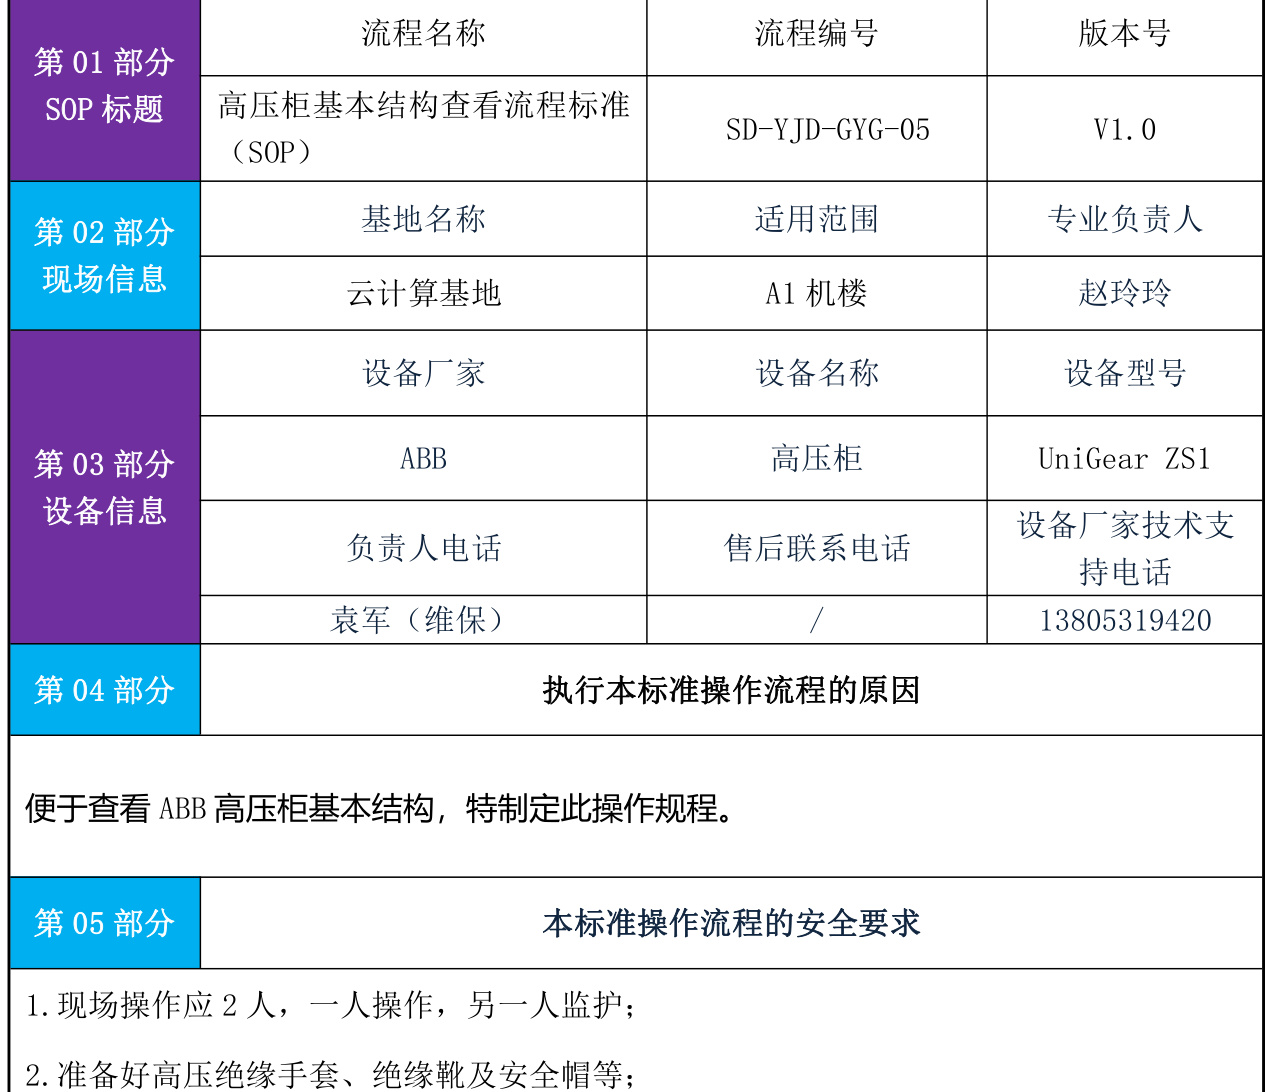 第 01 部分
SOP 标题
流程名称 流程编号 版本号
高压柜基本结构查看流程标准
（SOP） SD-YJD-GYG-05 V1.0
第 02 部分
现场信息
基地名称 适用范围 专业负责人
云计算基地 A1 机楼 赵玲玲
第 03 部分
设备信息
设备厂家 设备名称 设备型号
ABB 高压柜 UniGear ZS1
负责人电话 售后联系电话 设备厂家技术支
持电话
袁军（维保） / 13805319420
第 04 部分 执行本标准操作流程的原因
便于查看 ABB 高压柜基本结构，特制定此操作规程。
第 05 部分 本标准操作流程的安全要求
1.现场操作应 2 人，一人操作，另一人监护；
2.准备好高压绝缘手套、绝缘靴及安全帽等；